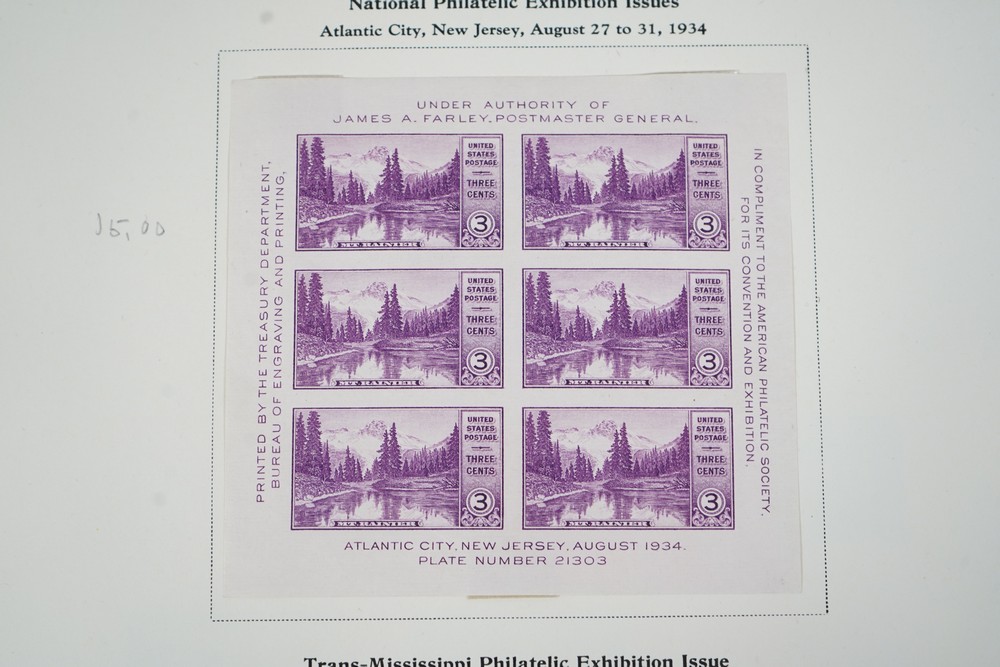 National Philatelic Exhibition Issues
Atlantic City, New Jersey, August 27 to 31, 1934
15,00
UNDER AUTHORITY OF
JAMES A. FARLEY, POSTMASTER GENERAL.
PRINTED BY THE TREASURY DEPARTMENT,
BUREAU OF ENGRAVING AND PRINTING,
UNITED
STATES
POSTAGE
THREE
CENTS
3
MT. RAINIER
UNITED
STATES
POSTAGE
THREE
CENTS
3
MT. RAINIER
UNITED
STATES
POSTAGE
THREE
CENTS
3
MT. RAINIER
UNITED
STATES
POSTAGE
THREE
CENTS
3
MT. RAINIER
UNITED
STATES
POSTAGE
THREE
CENTS
3
MT. RAINIER
UNITED
STATES
POSTAGE
THREE
CENTS
3
MT. RAINIER
IN COMPLIMENT TO THE AMERICAN PHILATELIC SOCIETY,
FOR ITS CONVENTION AND EXHIBITION.
ATLANTIC CITY, NEW JERSEY, AUGUST 1934.
PLATE NUMBER 21303
Trans-Mississippi Philatelic Exhibition Issue